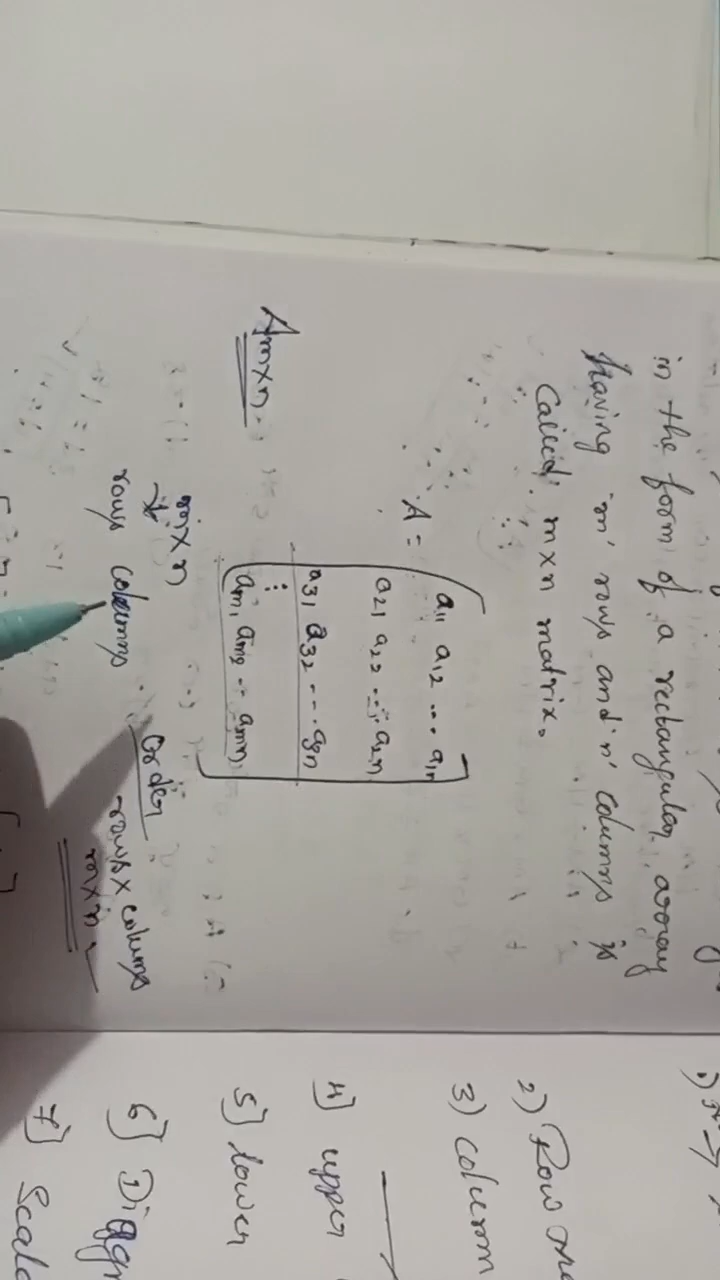 in the form of a rectangular array
having 'm' rows and 'n' columns is
called m×n matrix.
A =
a11 a12 ... a1n
a21 a22 ... a2n
a31 a32 ... a3n
⋮
am1 am2 .. amn
Am×n
m×n
rows columns
Order
rows × colums
m×n
2) Row
3) column
4) upper
5) lower
6)
7)